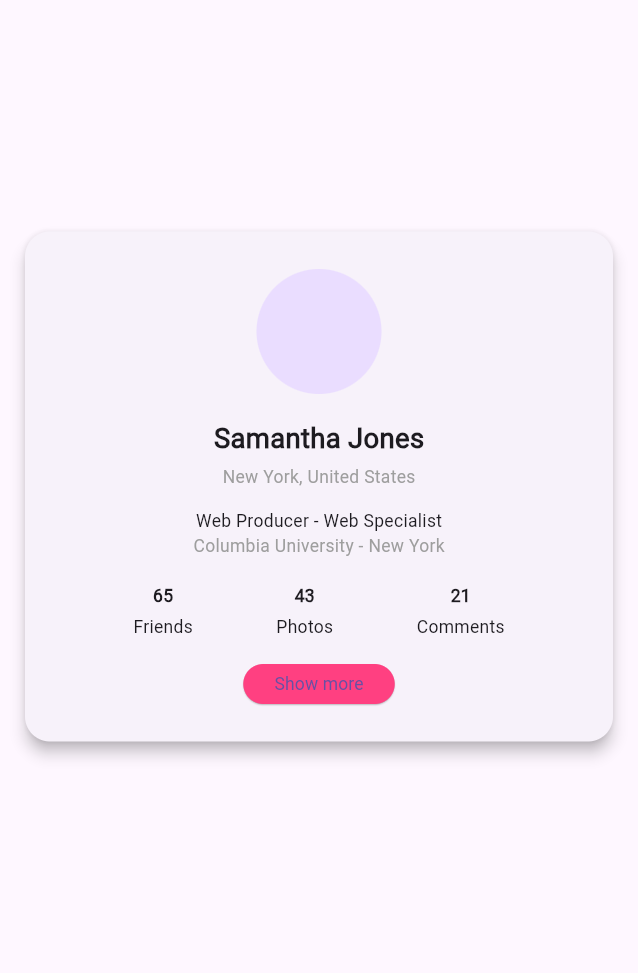 Samantha Jones
New York, United States
Web Producer - Web Specialist
Columbia University - New York
65 43 21
Friends Photos Comments
Show more